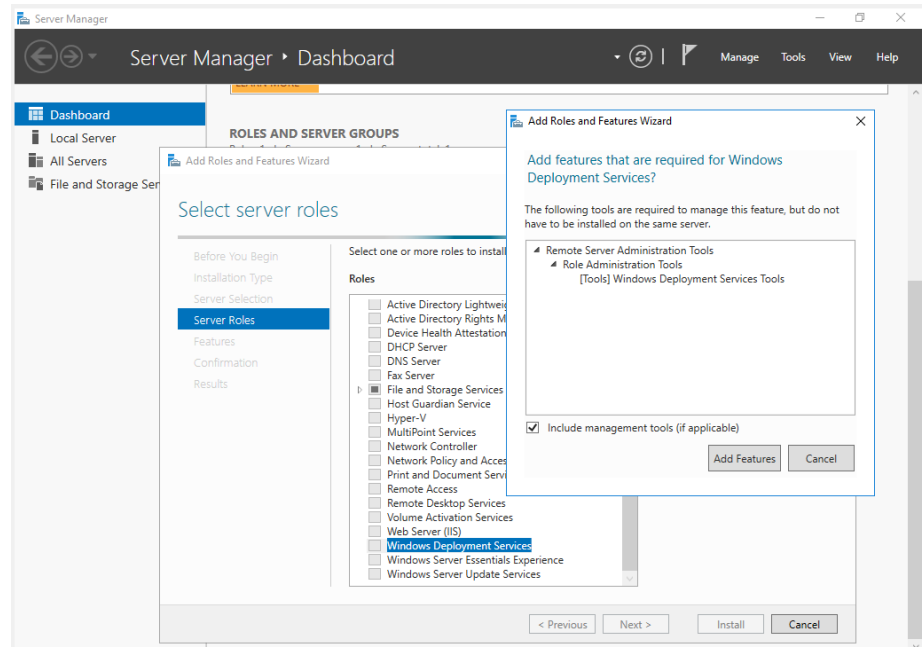 Server Manager
Server Manager • Dashboard
Manage Tools View Help
Dashboard
Local Server
All Servers
File and Storage Ser
ROLES AND SERVER GROUPS
Add Roles and Features Wizard
Select server roles
Before You Begin
Installation Type
Server Selection
Server Roles
Features
Confirmation
Results
Select one or more roles to install
Roles
Active Directory Lightwei
Active Directory Rights M
Device Health Attestation
DHCP Server
DNS Server
Fax Server
File and Storage Services
Host Guardian Service
Hyper-V
MultiPoint Services
Network Controller
Network Policy and Acces
Print and Document Servi
Remote Access
Remote Desktop Services
Volume Activation Services
Web Server (IIS)
Windows Deployment Services
Windows Server Essentials Experience
Windows Server Update Services
< Previous Next > Install Cancel
Add Roles and Features Wizard
Add features that are required for Windows
Deployment Services?
The following tools are required to manage this feature, but do not
have to be installed on the same server.
Remote Server Administration Tools
Role Administration Tools
[Tools] Windows Deployment Services Tools
Include management tools (if applicable)
Add Features Cancel